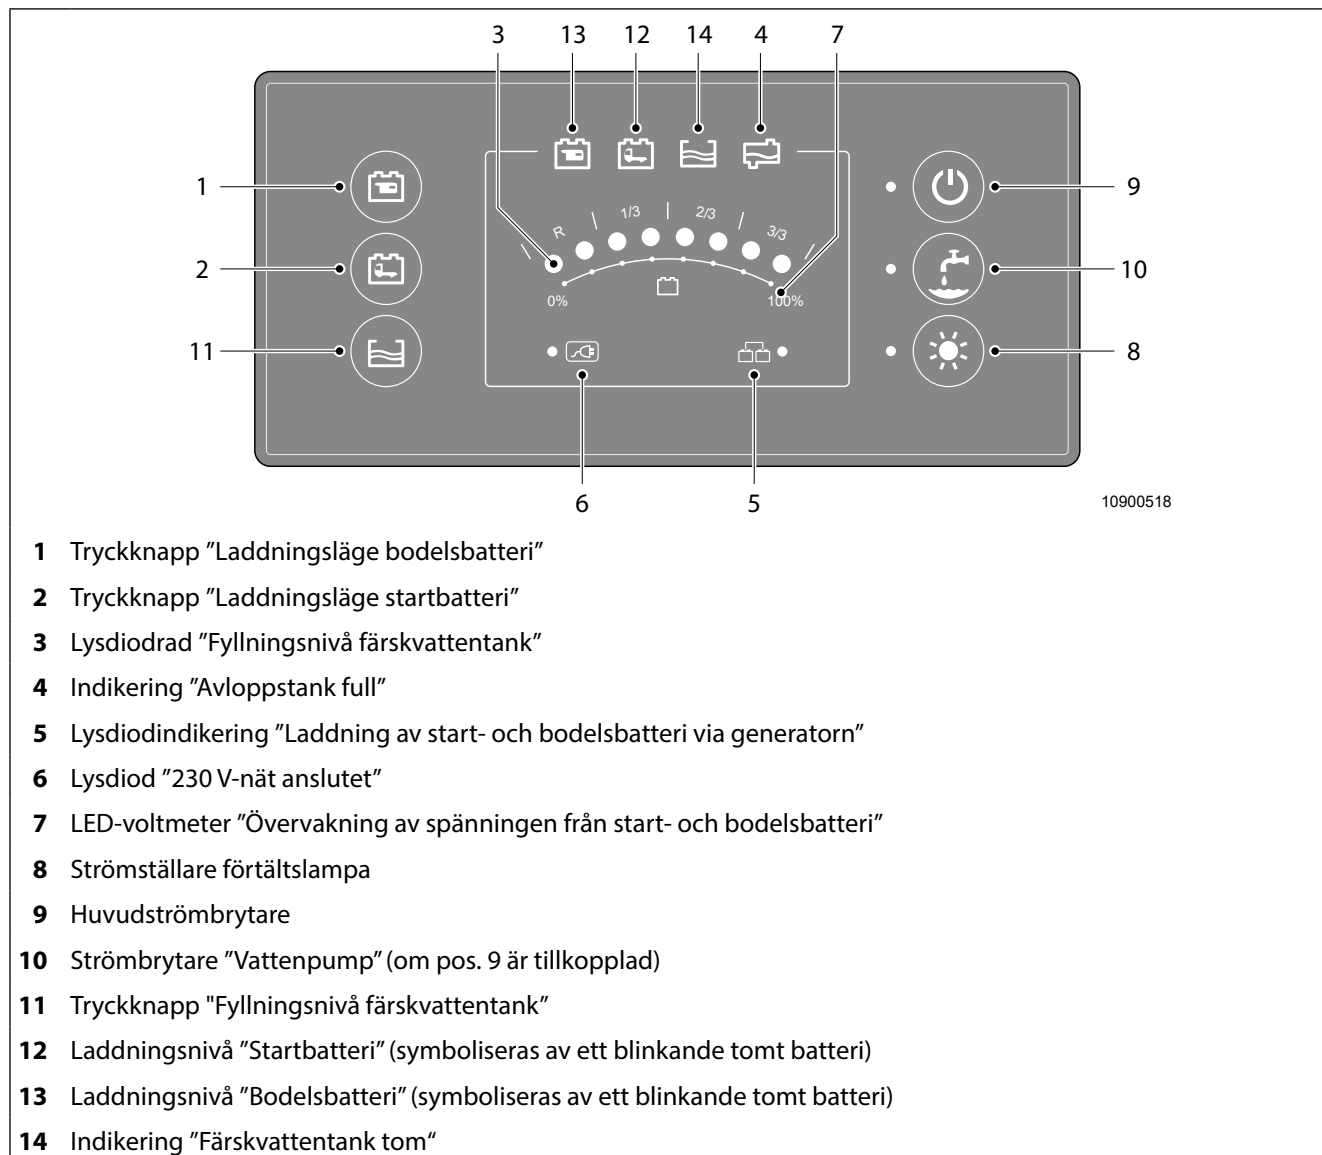 3 13 12 14 4 7
1 9
R 1/3 2/3 3/3
2 10
0% 100%
11 8
6 5
10900518
1 Tryckknapp ”Laddningsläge bodelsbatteri”
2 Tryckknapp ”Laddningsläge startbatteri”
3 Lysdiodrad ”Fyllningsnivå färskvattentank”
4 Indikering ”Avloppstank full”
5 Lysdiodindikering ”Laddning av start- och bodelsbatteri via generatorn”
6 Lysdiod ”230 V-nät anslutet”
7 LED-voltmeter ”Övervakning av spänningen från start- och bodelsbatteri”
8 Strömställare förtältslampa
9 Huvudströmbrytare
10 Strömbrytare ”Vattenpump” (om pos. 9 är tillkopplad)
11 Tryckknapp "Fyllningsnivå färskvattentank”
12 Laddningsnivå ”Startbatteri” (symboliseras av ett blinkande tomt batteri)
13 Laddningsnivå ”Bodelsbatteri” (symboliseras av ett blinkande tomt batteri)
14 Indikering ”Färskvattentank tom“